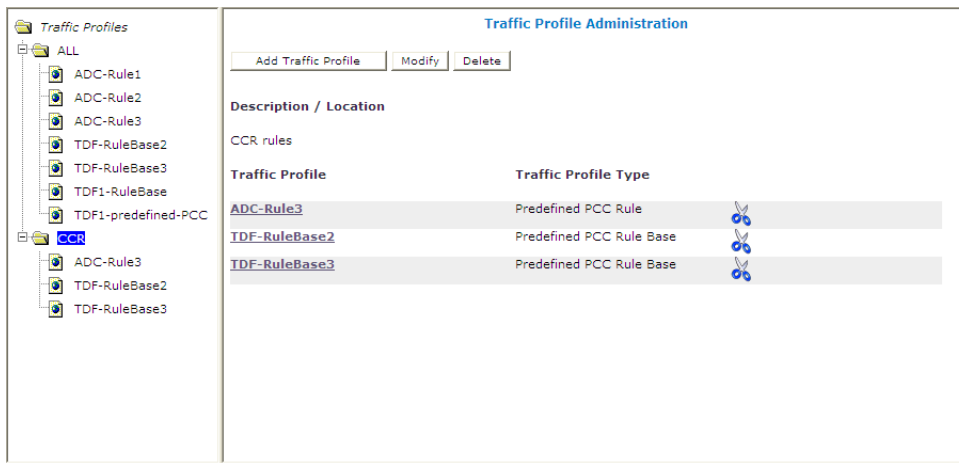 Traffic Profiles
ALL
ADC-Rule1
ADC-Rule2
ADC-Rule3
TDF-RuleBase2
TDF-RuleBase3
TDF1-RuleBase
TDF1-predefined-PCC
CCR
ADC-Rule3
TDF-RuleBase2
TDF-RuleBase3
Traffic Profile Administration
Add Traffic Profile Modify Delete
Description / Location
CCR rules
Traffic Profile Traffic Profile Type
ADC-Rule3 Predefined PCC Rule
TDF-RuleBase2 Predefined PCC Rule Base
TDF-RuleBase3 Predefined PCC Rule Base